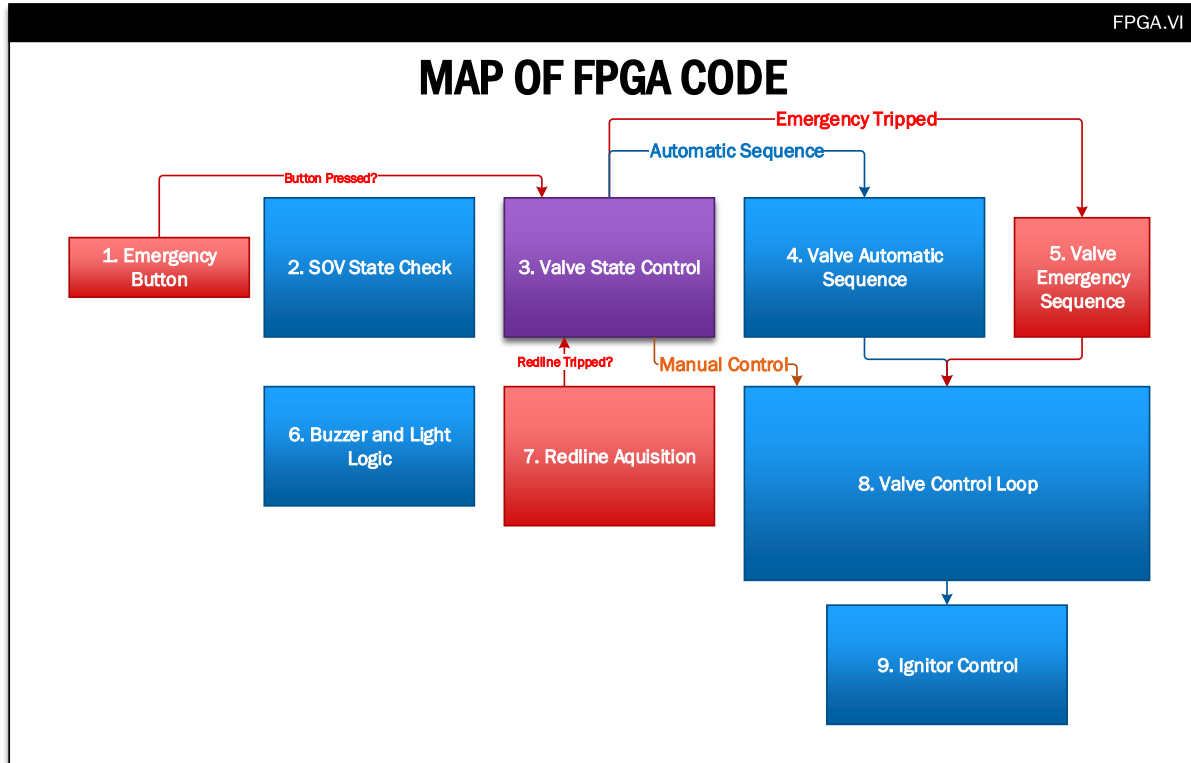 FPGA.VI
MAP OF FPGA CODE
Emergency Tripped
Automatic Sequence
Button Pressed?
1. Emergency
Button
2. SOV State Check
3. Valve State Control
4. Valve Automatic
Sequence
5. Valve
Emergency
Sequence
Redline Tripped?
Manual Control
6. Buzzer and Light
Logic
7. Redline Aquisition
8. Valve Control Loop
9. Ignitor Control